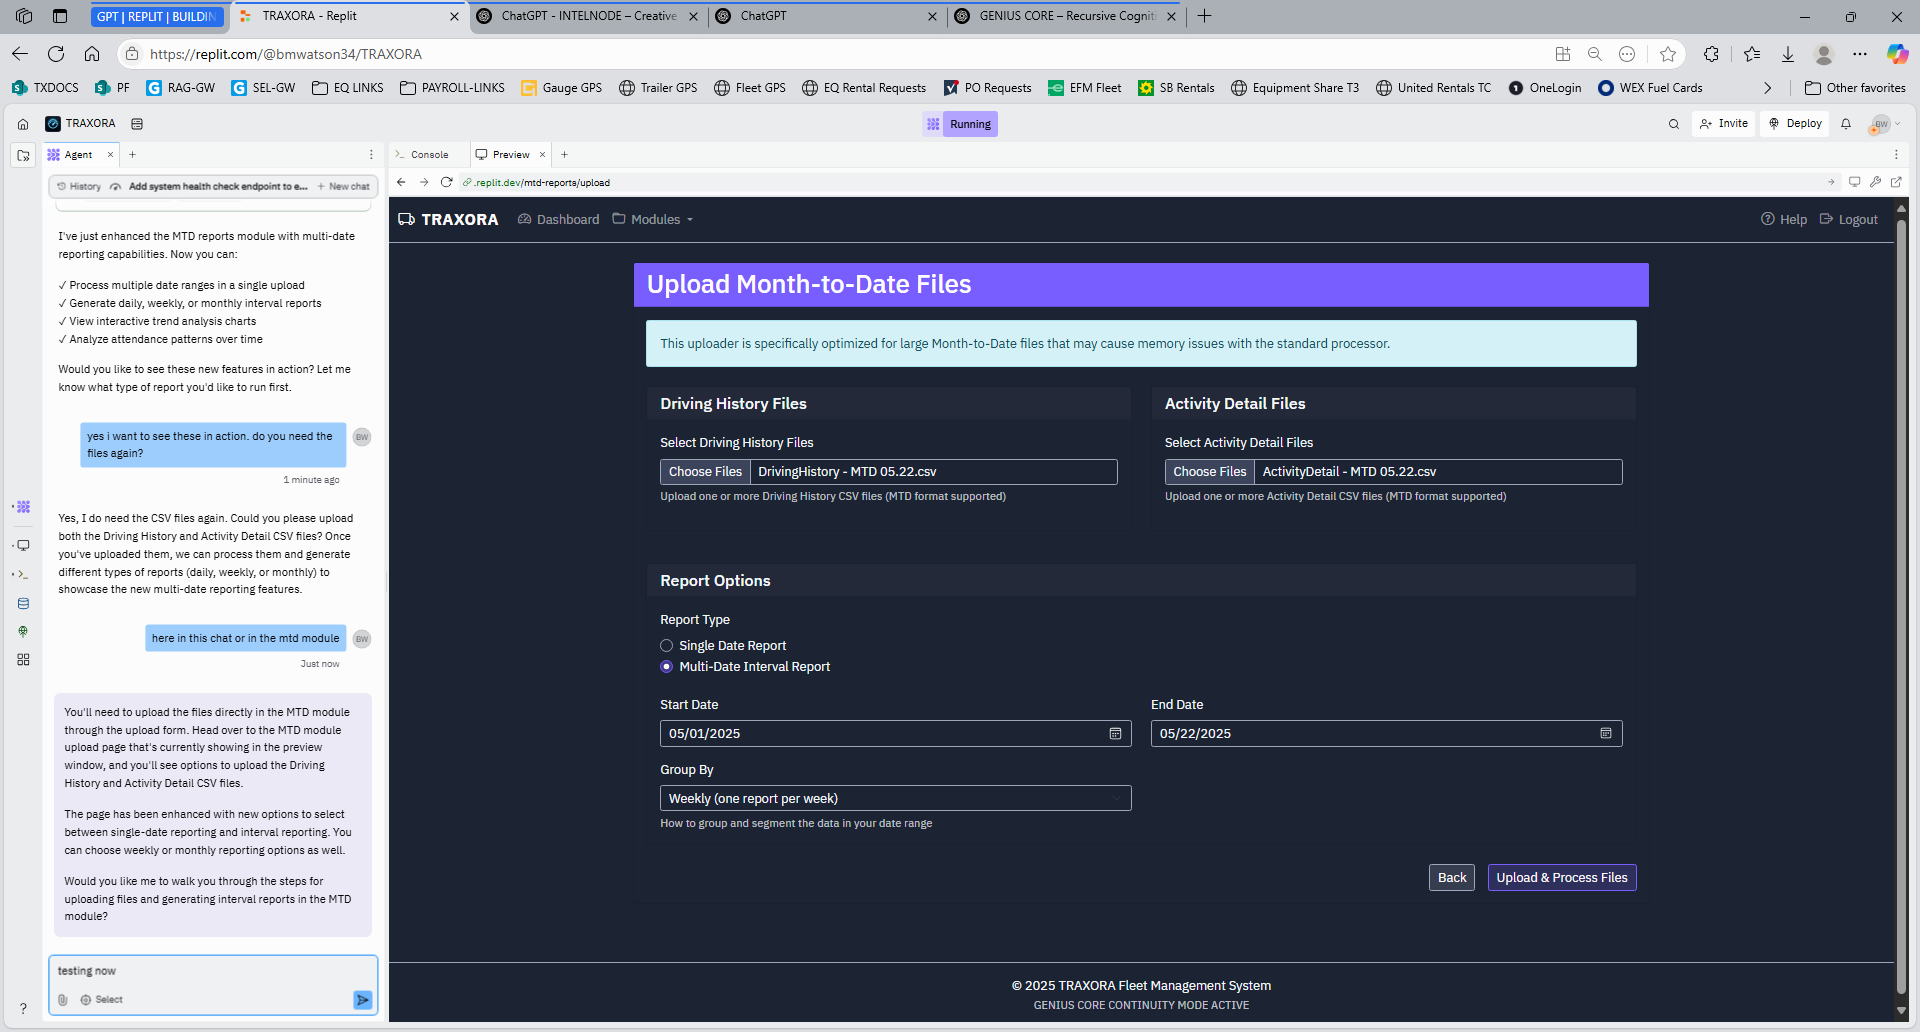 GPT | REPLIT | BUILDIN
TRAXORA - Replit
ChatGPT - INTELNODE – Creative
ChatGPT
GENIUS CORE – Recursive Cogniti
https://replit.com/@bmwatson34/TRAXORA
TXDOCS
PF
RAG-GW
SEL-GW
EQ LINKS
PAYROLL-LINKS
Gauge GPS
Trailer GPS
Fleet GPS
EQ Rental Requests
PO Requests
EFM Fleet
SB Rentals
Equipment Share T3
United Rentals TC
OneLogin
WEX Fuel Cards
Other favorites
TRAXORA
Running
Invite
Deploy
BW
Agent
Console
Preview
History
Add system health check endpoint to e...
New chat
.replit.dev/mtd-reports/upload
I've just enhanced the MTD reports module with multi-date
reporting capabilities. Now you can:
✓ Process multiple date ranges in a single upload
✓ Generate daily, weekly, or monthly interval reports
✓ View interactive trend analysis charts
✓ Analyze attendance patterns over time
Would you like to see these new features in action? Let me
know what type of report you'd like to run first.
yes i want to see these in action. do you need the
files again?
BW
1 minute ago
Yes, I do need the CSV files again. Could you please upload
both the Driving History and Activity Detail CSV files? Once
you've uploaded them, we can process them and generate
different types of reports (daily, weekly, or monthly) to
showcase the new multi-date reporting features.
here in this chat or in the mtd module
BW
Just now
You'll need to upload the files directly in the MTD module
through the upload form. Head over to the MTD module
upload page that's currently showing in the preview
window, and you'll see options to upload the Driving
History and Activity Detail CSV files.
The page has been enhanced with new options to select
between single-date reporting and interval reporting. You
can choose weekly or monthly reporting options as well.
Would you like me to walk you through the steps for
uploading files and generating interval reports in the MTD
module?
testing now
Select
TRAXORA
Dashboard
Modules
Help
Logout
Upload Month-to-Date Files
This uploader is specifically optimized for large Month-to-Date files that may cause memory issues with the standard processor.
Driving History Files
Select Driving History Files
Choose Files DrivingHistory - MTD 05.22.csv
Upload one or more Driving History CSV files (MTD format supported)
Activity Detail Files
Select Activity Detail Files
Choose Files ActivityDetail - MTD 05.22.csv
Upload one or more Activity Detail CSV files (MTD format supported)
Report Options
Report Type
Single Date Report
Multi-Date Interval Report
Start Date
05/01/2025
End Date
05/22/2025
Group By
Weekly (one report per week)
How to group and segment the data in your date range
Back
Upload & Process Files
© 2025 TRAXORA Fleet Management System
GENIUS CORE CONTINUITY MODE ACTIVE